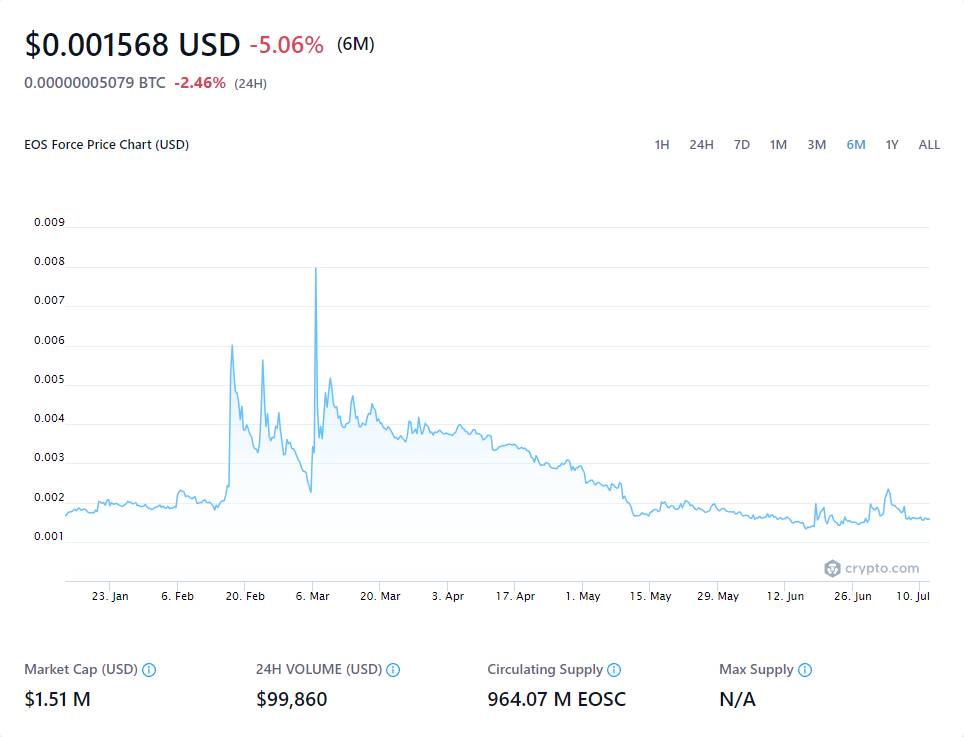 $0.001568 USD -5.06% (6M)
0.00000005079 BTC -2.46% (24H)
EOS Force Price Chart (USD) 1H 24H 7D 1M 3M 6M 1Y ALL
0.009
0.008
0.007
0.006
0.005
0.004
0.003
0.002
0.001
crypto.com
23. Jan 6. Feb 20. Feb 6. Mar 20. Mar 3. Apr 17. Apr 1. May 15. May 29. May 12. Jun 26. Jun 10. Jul
Market Cap (USD) 24H VOLUME (USD) Circulating Supply Max Supply
$1.51 M $99,860 964.07 M EOSC N/A